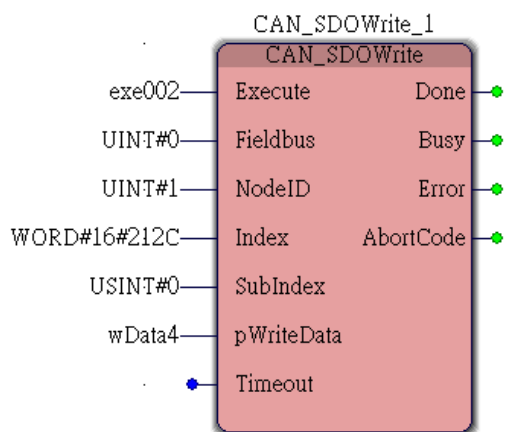 CAN_SDOWrite_1
CAN_SDOWrite
exe002 Execute Done
UINT#0 Fieldbus Busy
UINT#1 NodeID Error
WORD#16#212C Index AbortCode
USINT#0 SubIndex
wData4 pWriteData
Timeout